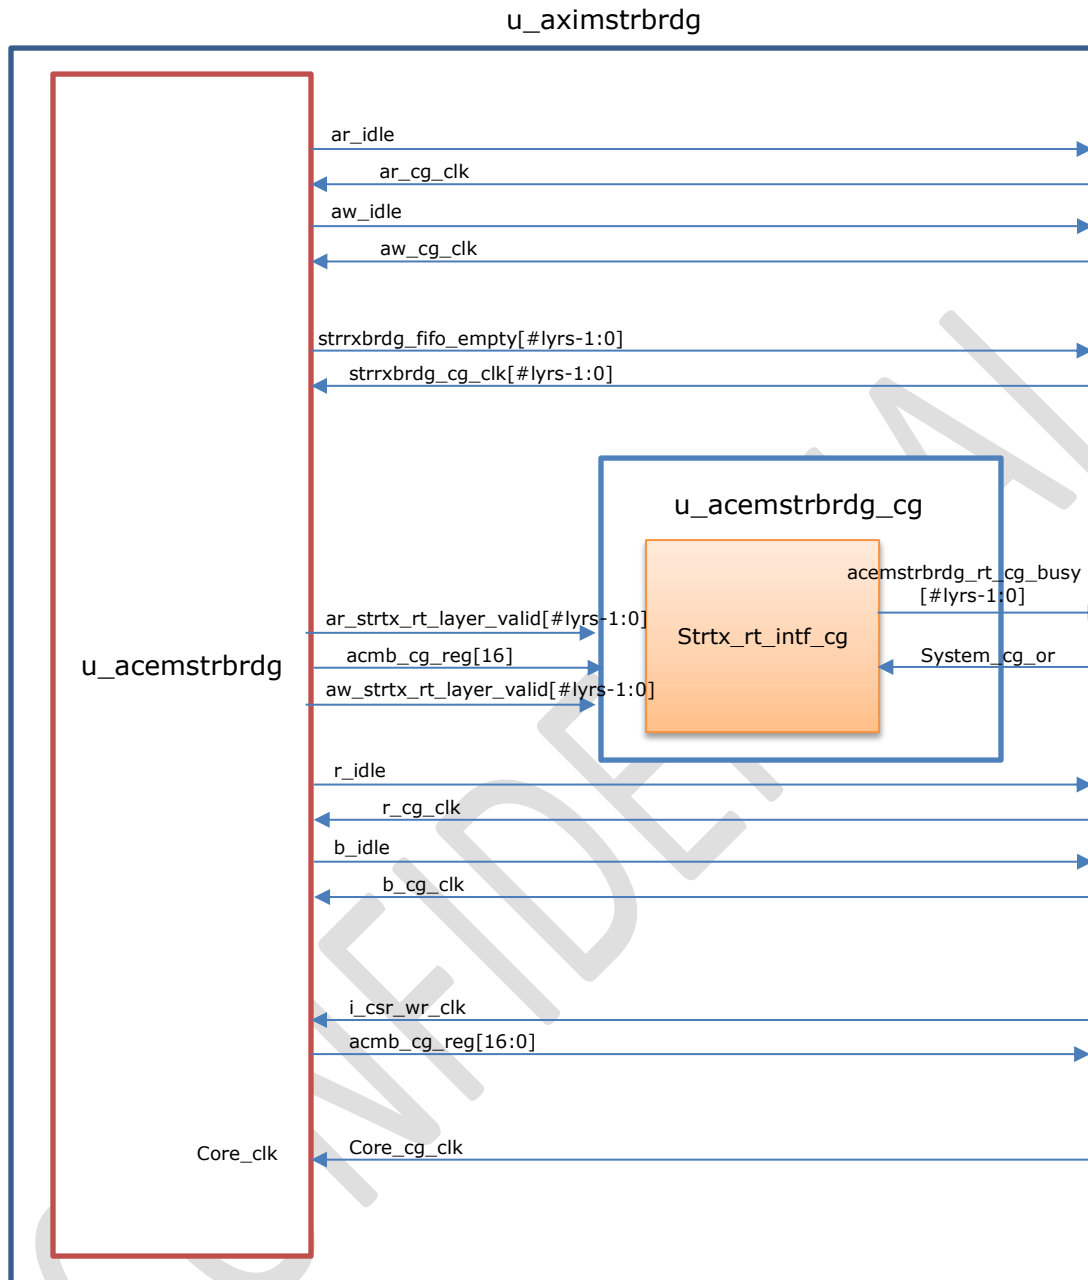 u_aximstrbrdg
ar_idle
ar_cg_clk
aw_idle
aw_cg_clk
strrxbrdg_fifo_empty[#lyrs-1:0]
strrxbrdg_cg_clk[#lyrs-1:0]
u_acemstrbrdg_cg
acemstrbrdg_rt_cg_busy
[#lyrs-1:0]
ar_strtx_rt_layer_valid[#lyrs-1:0]
Strtx_rt_intf_cg
System_cg_or
u_acemstrbrdg
acmb_cg_reg[16]
aw_strtx_rt_layer_valid[#lyrs-1:0]
r_idle
r_cg_clk
b_idle
b_cg_clk
i_csr_wr_clk
acmb_cg_reg[16:0]
Core_clk
Core_cg_clk
CONFIDENTIAL